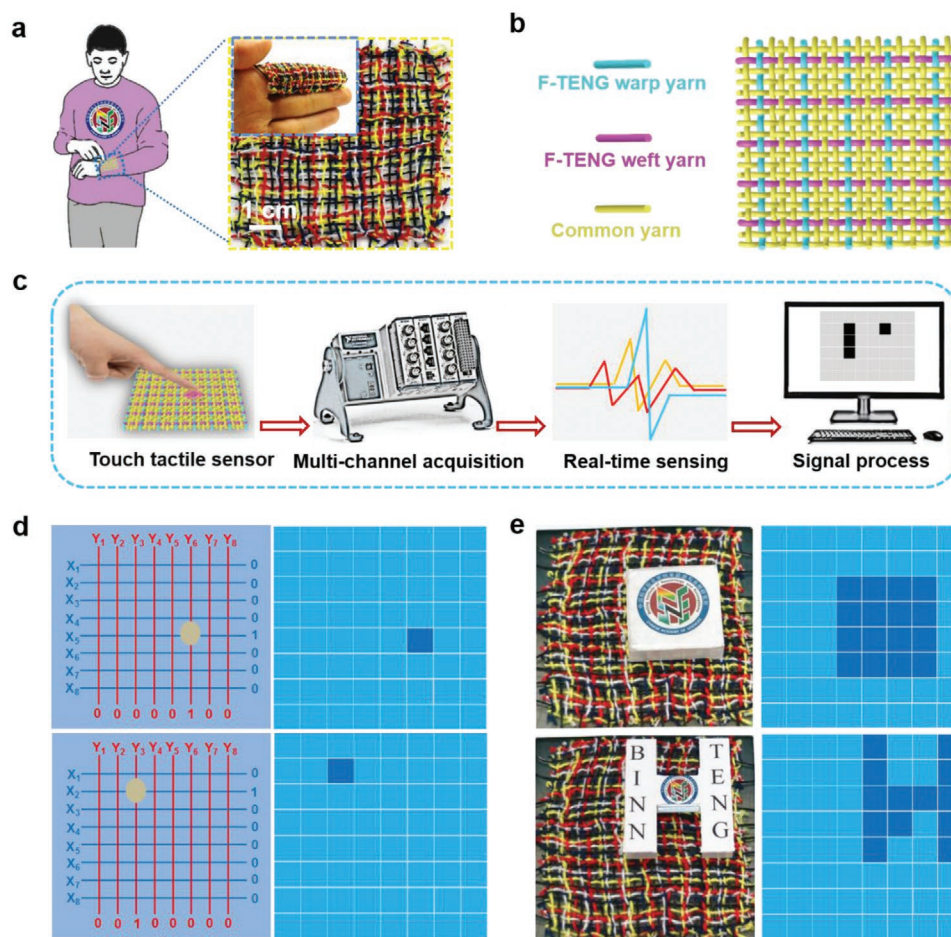 a
1 cm
b
F-TENG warp yarn
F-TENG weft yarn
Common yarn
c
Touch tactile sensor
Multi-channel acquisition
Real-time sensing
Signal process
d
Y1 Y2 Y3 Y4 Y5 Y6 Y7 Y8
X1 0
X2 0
X3 0
X4 0
X5 1
X6 0
X7 0
X8 0
0 0 0 0 0 1 0 0
Y1 Y2 Y3 Y4 Y5 Y6 Y7 Y8
X1 0
X2 1
X3 0
X4 0
X5 0
X6 0
X7 0
X8 0
0 0 1 0 0 0 0 0
e
BINN
TENG